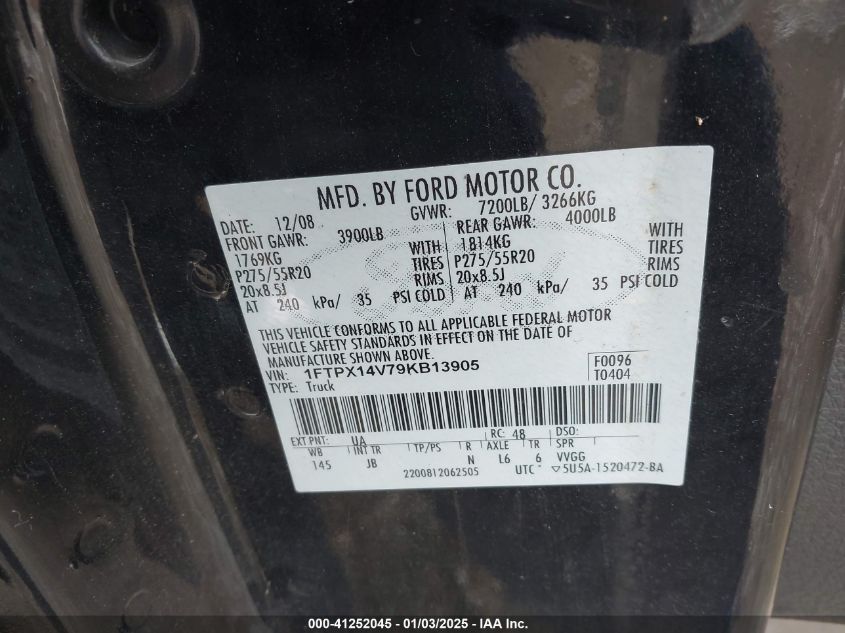 MFD. BY FORD MOTOR CO.
DATE: 12/08 GVWR: 7200LB/ 3266KG
FRONT GAWR: 3900LB REAR GAWR: 4000LB
1769KG WITH 1814KG WITH
P275/55R20 TIRES P275/55R20 TIRES
20x8.5J RIMS 20x8.5J RIMS
AT 240 kPa/ 35 PSI COLD AT 240 kPa/ 35 PSI COLD
THIS VEHICLE CONFORMS TO ALL APPLICABLE FEDERAL MOTOR
VEHICLE SAFETY STANDARDS IN EFFECT ON THE DATE OF
MANUFACTURE SHOWN ABOVE.
VIN: 1FTPX14V79KB13905 F0096
TYPE: Truck T0404
EXT PNT: UA RC: 48 DSO:
WB INT TR TP/PS R AXLE TR SPR
145 JB N L6 6 VVGG
2200812062505 UTC ▽5U5A-1520472-BA
000-41252045 - 01/03/2025 - IAA Inc.